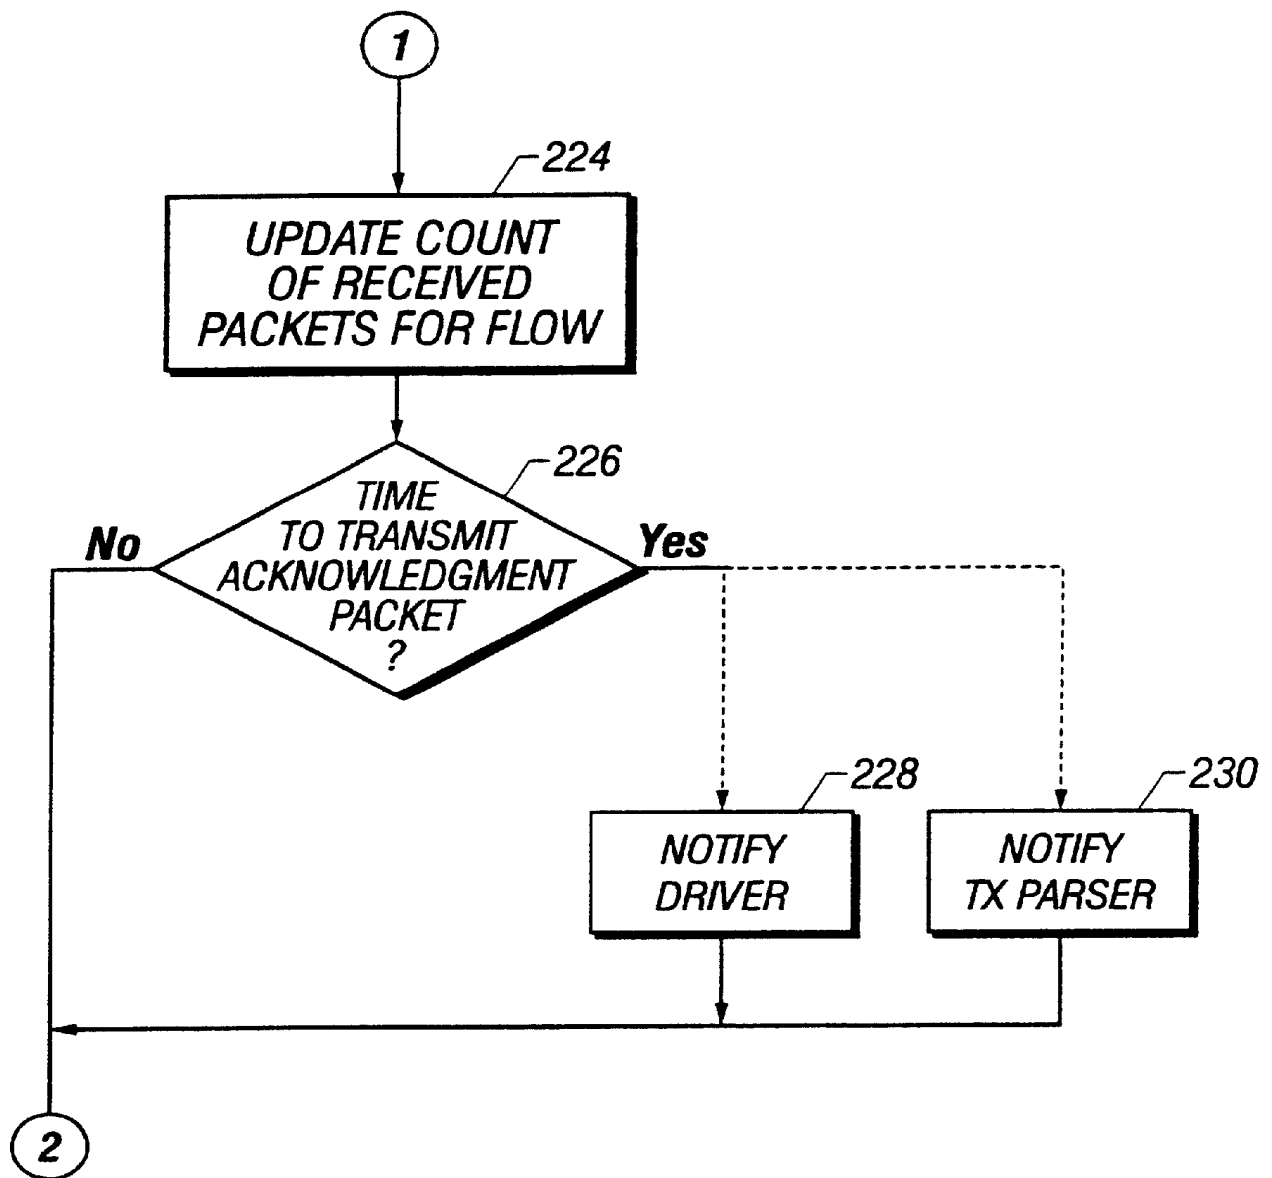 1
224
UPDATE COUNT
OF RECEIVED
PACKETS FOR FLOW
226
TIME
TO TRANSMIT
ACKNOWLEDGMENT
PACKET
?
No
Yes
228
NOTIFY
DRIVER
230
NOTIFY
TX PARSER
2